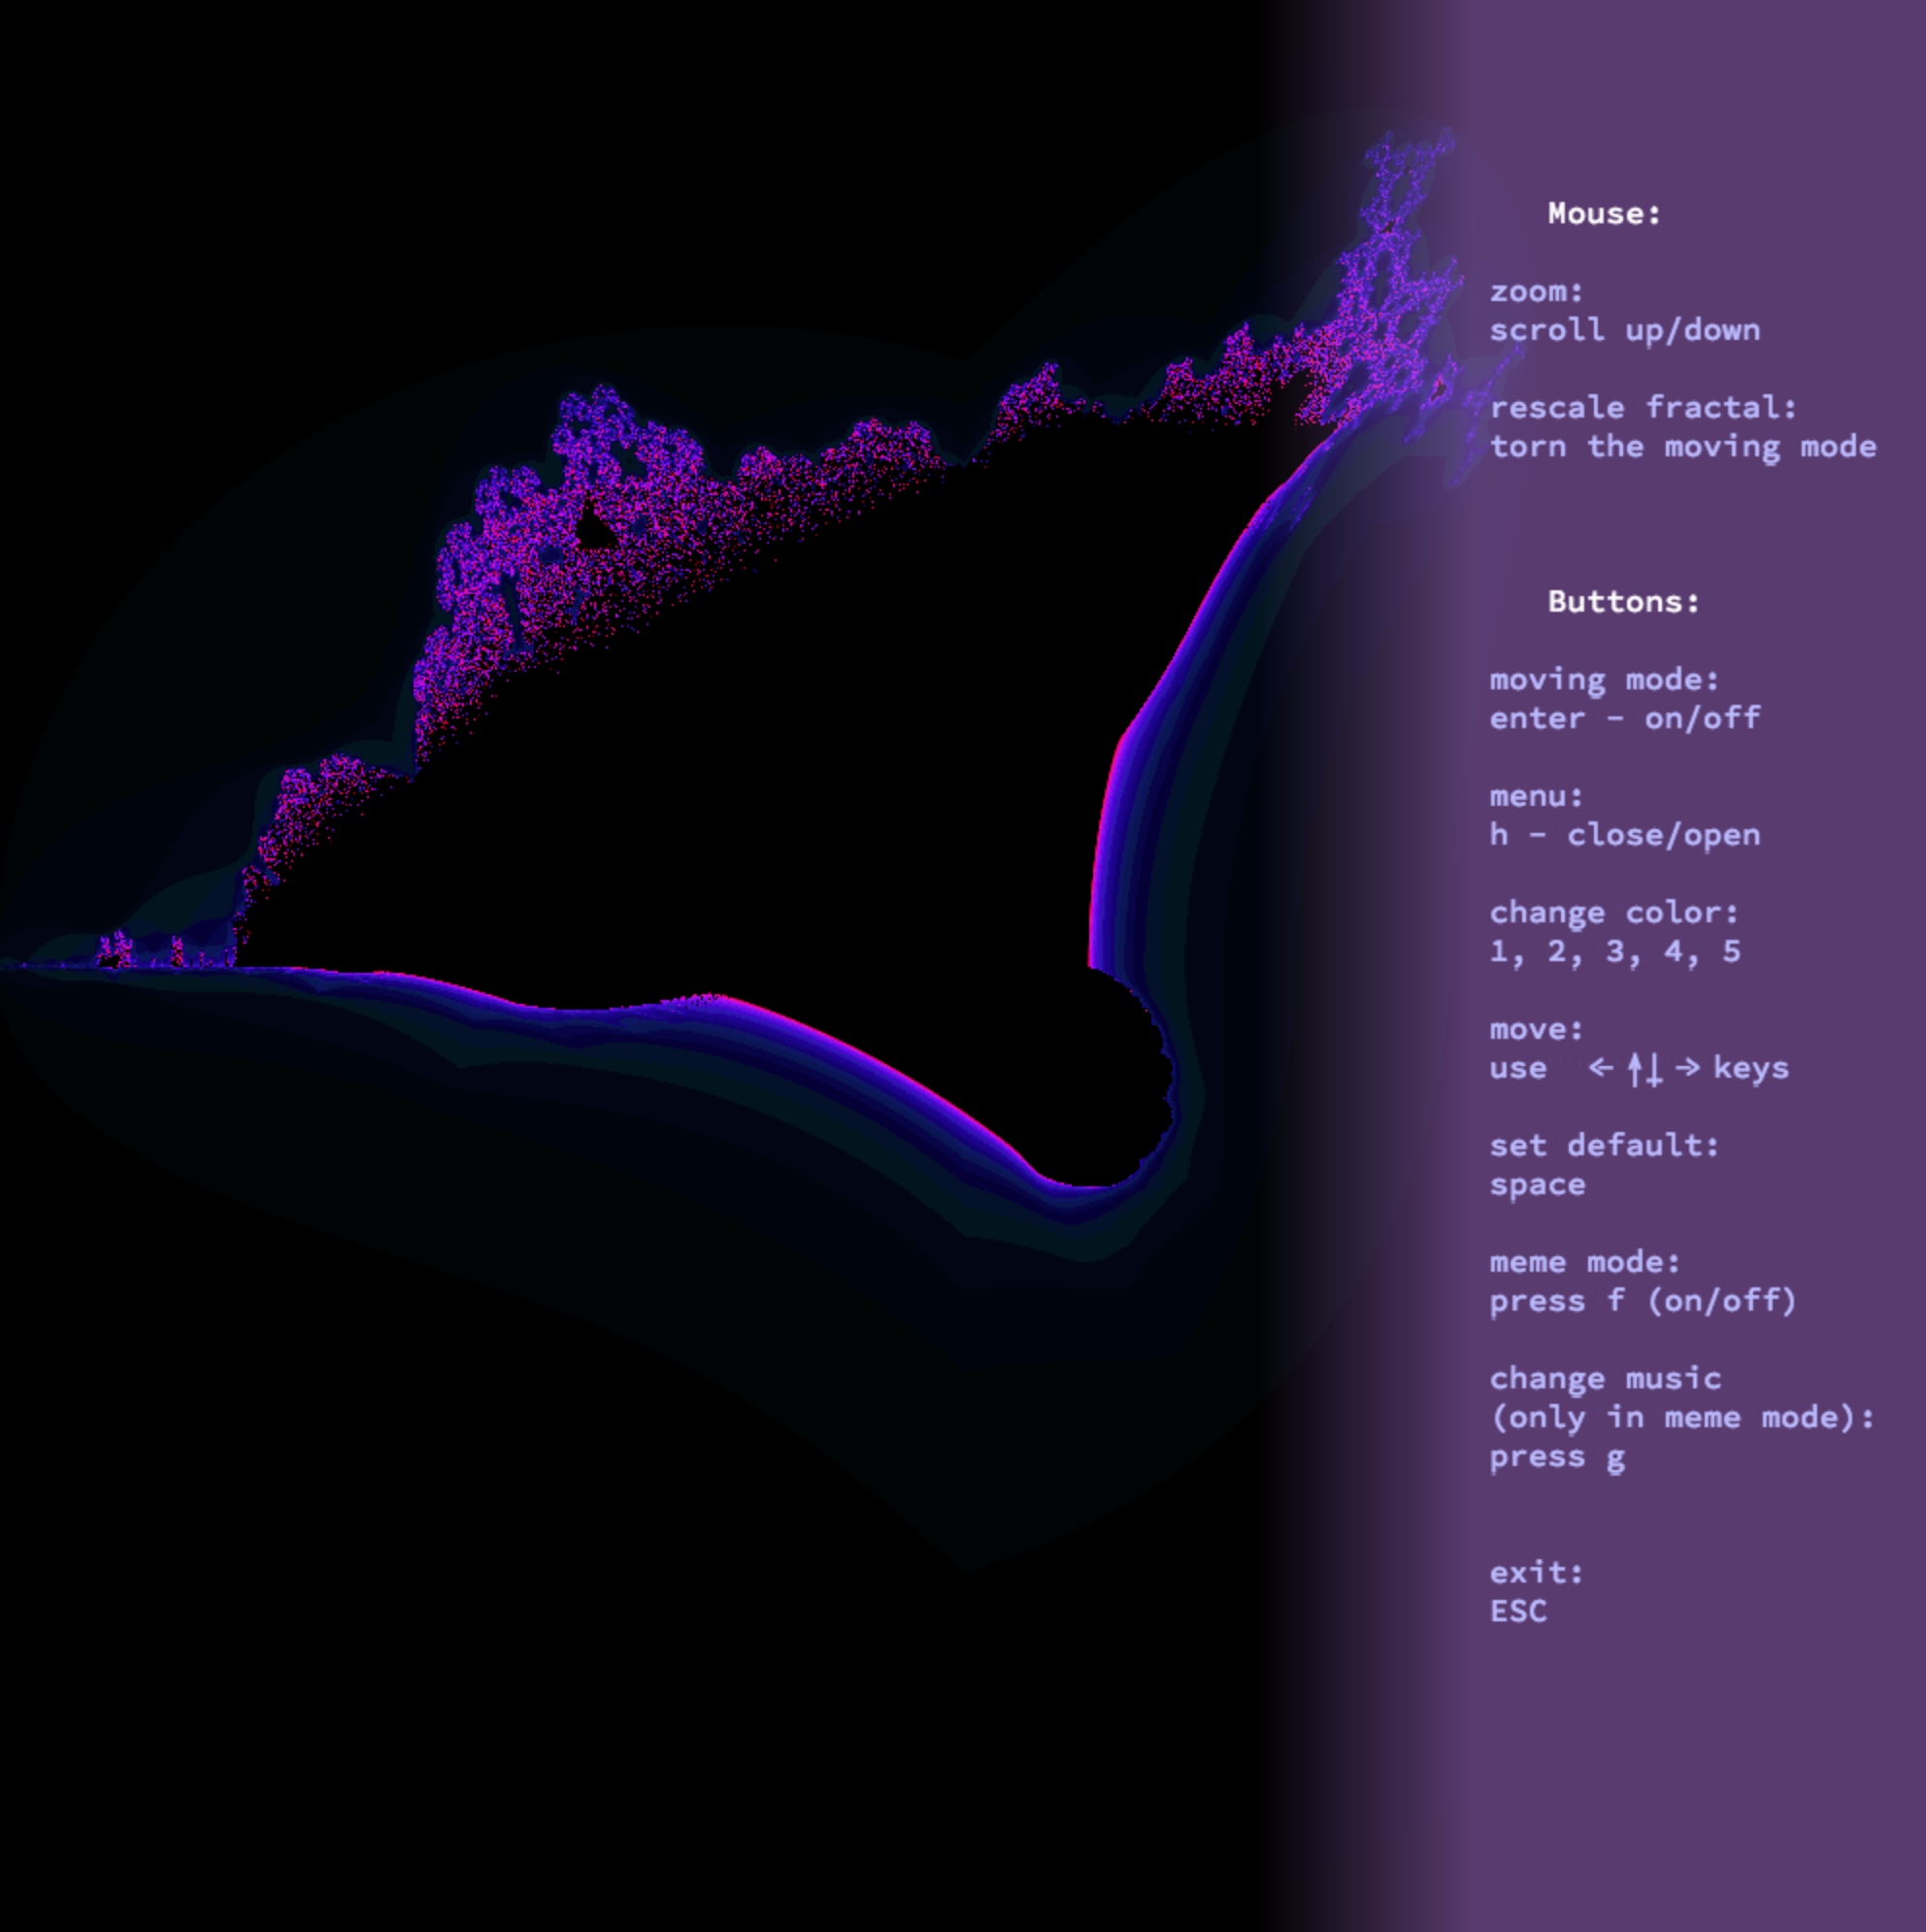 Mouse:
zoom:
scroll up/down
rescale fractal:
torn the moving mode
Buttons:
moving mode:
enter - on/off
menu:
h - close/open
change color:
1, 2, 3, 4, 5
move:
use ←↑↓→ keys
set default:
space
meme mode:
press f (on/off)
change music
(only in meme mode):
press g
exit:
ESC